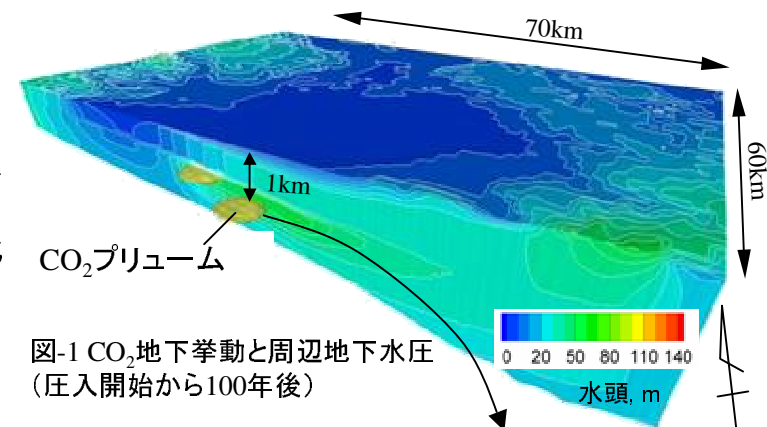 70km
60km
1km
CO₂プリューム
図-1 CO₂地下挙動と周辺地下水圧
（圧入開始から100年後）
0 20 50 80 110 140
水頭, m